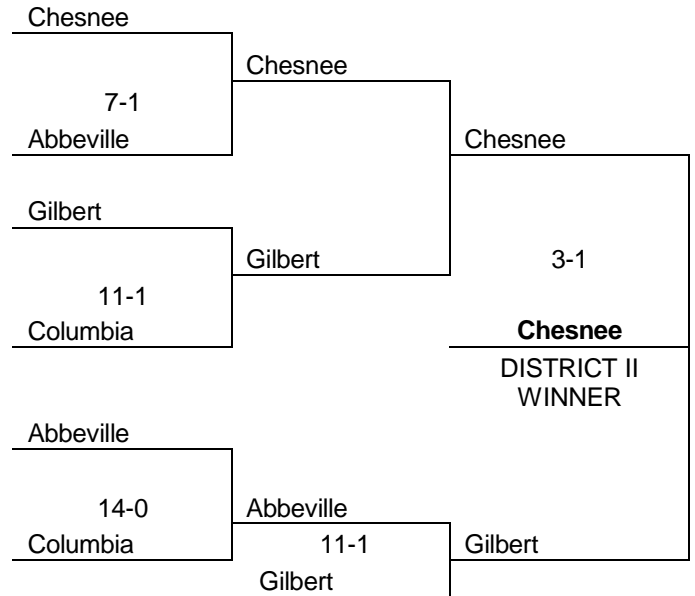 Chesnee
Chesnee
7-1
Abbeville
Chesnee
Gilbert
Gilbert
3-1
11-1
Columbia
Chesnee
DISTRICT II
WINNER
Abbeville
14-0
Abbeville
Columbia
11-1
Gilbert
Gilbert